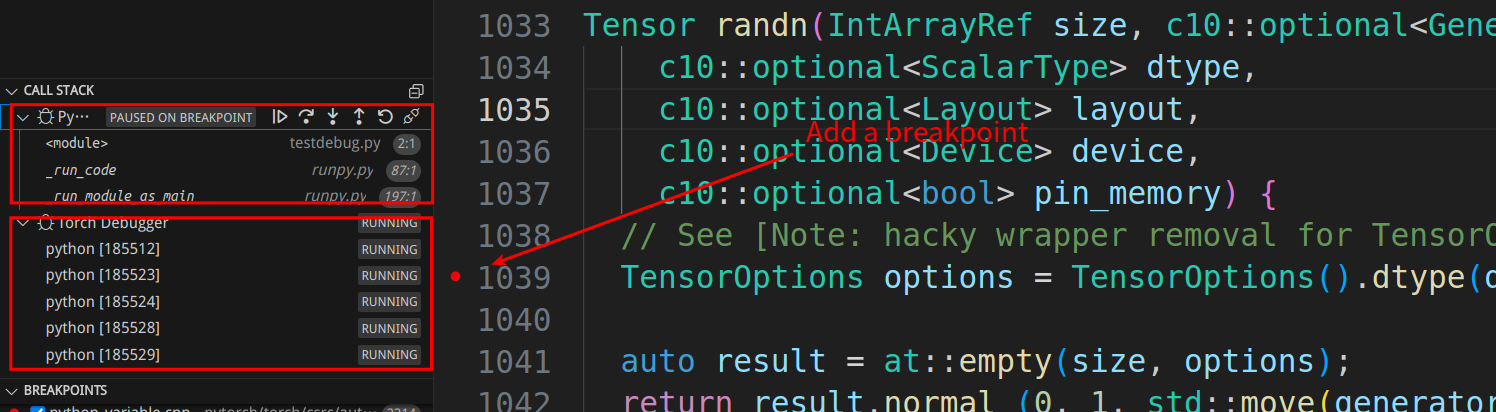 CALL STACK
Py··· PAUSED ON BREAKPOINT
<module> testdebug.py 2:1
_run_code runpy.py 87:1
_run_module_as_main runpy.py 197:1
Torch Debugger RUNNING
python [185512] RUNNING
python [185523] RUNNING
python [185524] RUNNING
python [185528] RUNNING
python [185529] RUNNING
BREAKPOINTS
python_variable.cpp pytorch/torch/csrc/aut... 2214
1033 Tensor randn(IntArrayRef size, c10::optional<Gene
1034 c10::optional<ScalarType> dtype,
1035 c10::optional<Layout> layout,
Add a breakpoint
1036 c10::optional<Device> device,
1037 c10::optional<bool> pin_memory) {
1038 // See [Note: hacky wrapper removal for TensorO
1039 TensorOptions options = TensorOptions().dtype(d
1040
1041 auto result = at::empty(size, options);
1042 return result.normal_(0, 1, std::move(generator